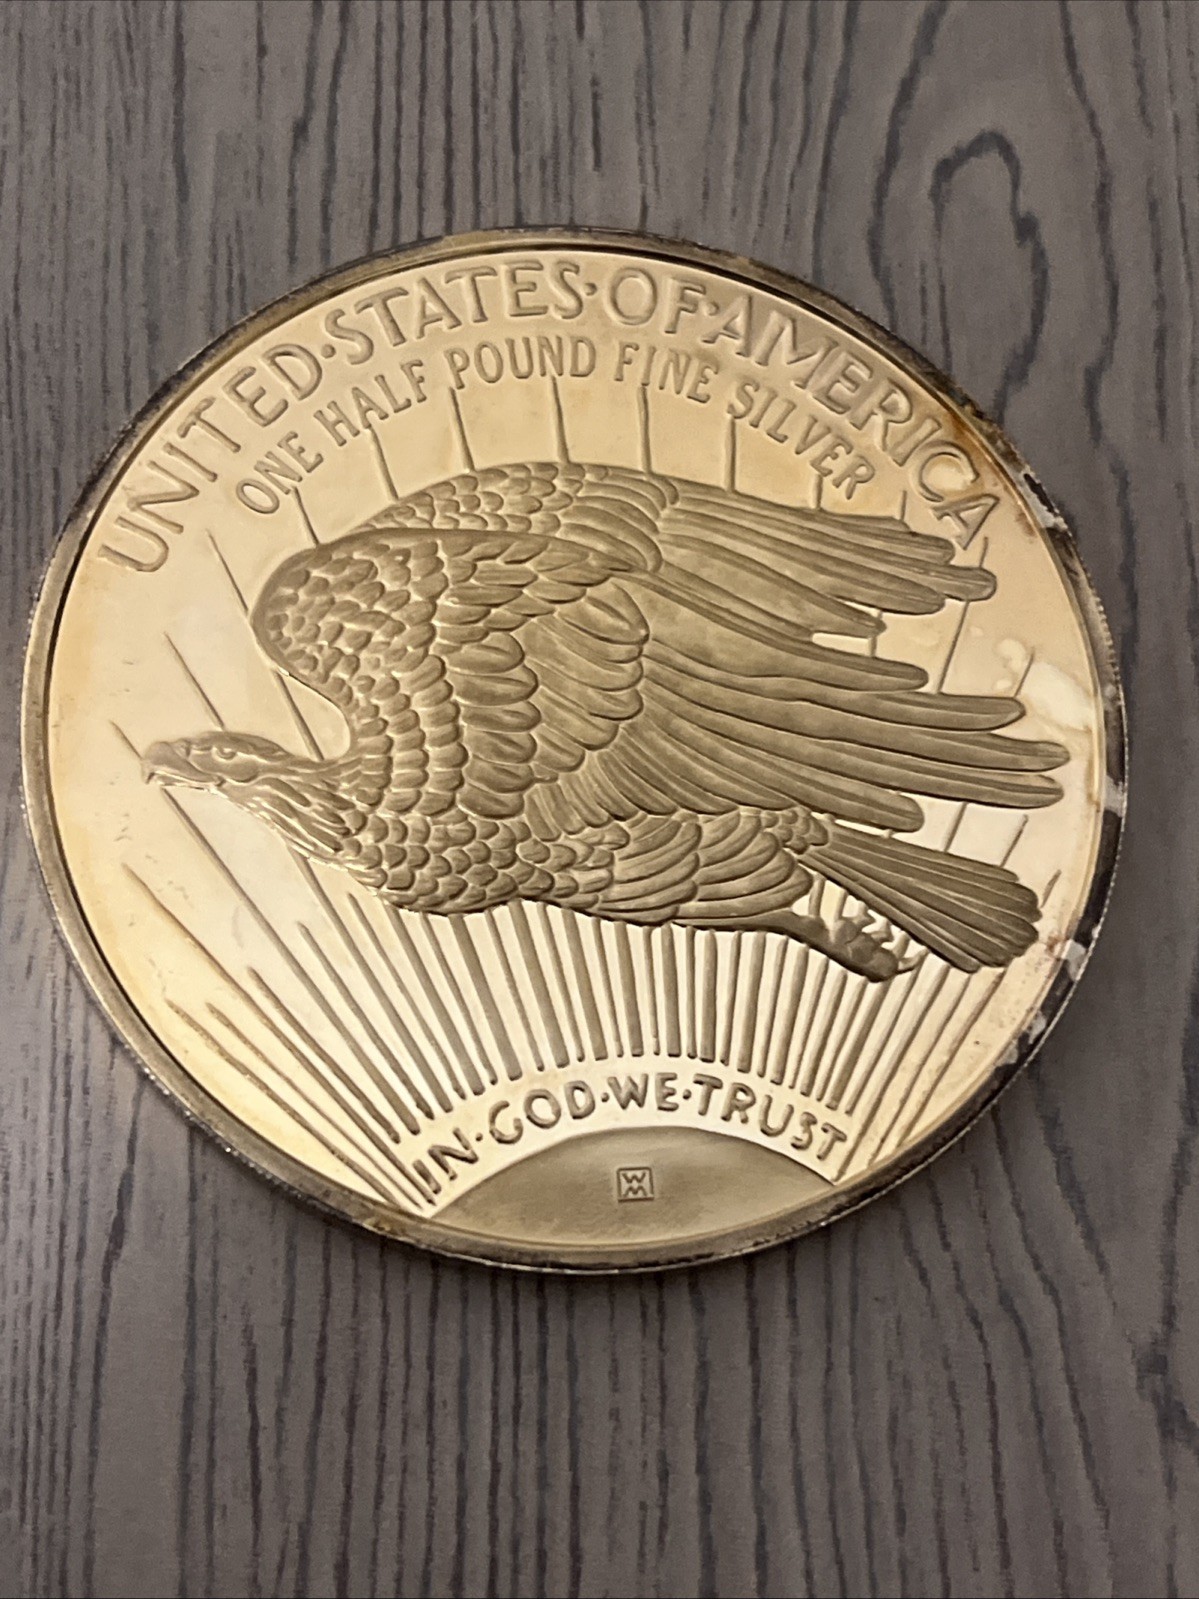 UNITED·STATES·OF·AMERICA
ONE HALF POUND FINE SILVER
IN·GOD·WE·TRUST
WM